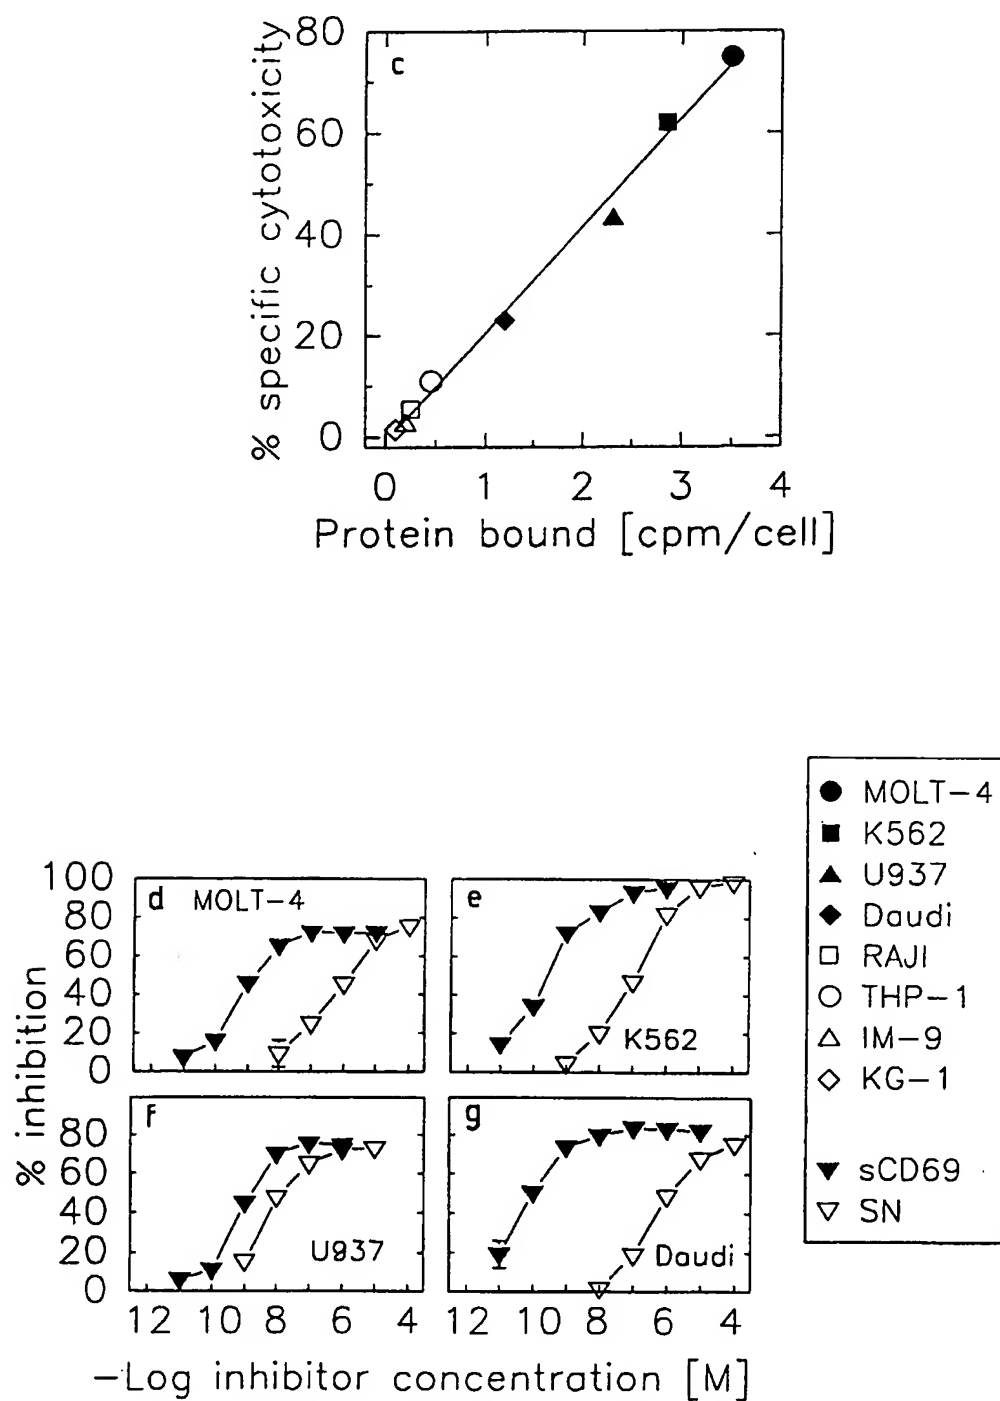 c
% specific cytotoxicity
80
60
40
20
0
0 1 2 3 4
Protein bound [cpm/cell]
MOLT-4
K562
U937
Daudi
RAJI
THP-1
IM-9
KG-1
sCD69
SN
% inhibition
100
80
60
40
20
0
d MOLT-4
e
K562
80
60
40
20
0
f
U937
g
Daudi
12 10 8 6 4
12 10 8 6 4
-Log inhibitor concentration [M]